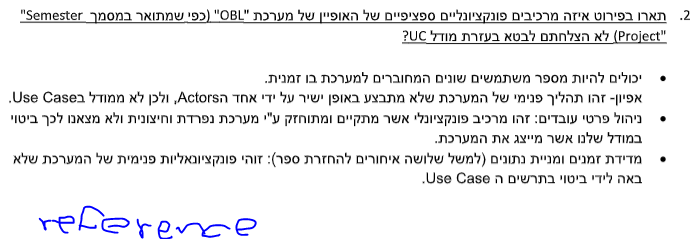 2. תארו בפירוט איזה מרכיבים פונקציונליים ספציפיים של האופיין של מערכת "OBL" (כפי שמתואר במסמך "Semester
Project") לא הצלחתם לבטא בעזרת מודל UC?
• יכולים להיות מספר משתמשים שונים המחוברים למערכת בו זמנית.
אפיון- זהו תהליך פנימי של המערכת שלא מתבצע באופן ישיר על ידי אחד הActors, ולכן לא ממודל בUse Case.
• ניהול פרטי עובדים: זהו מרכיב פונקציונלי אשר מתקיים ומתוחזק ע"י מערכת נפרדת וחיצונית ולא מצאנו לכך ביטוי
במודל שלנו אשר מייצג את המערכת.
• מדידת זמנים ומניית נתונים (למשל שלושה איחורים להחזרת ספר): זוהי פונקציונאליות פנימית של המערכת שלא
באה לידי ביטוי בתרשים ה Use Case.
reference